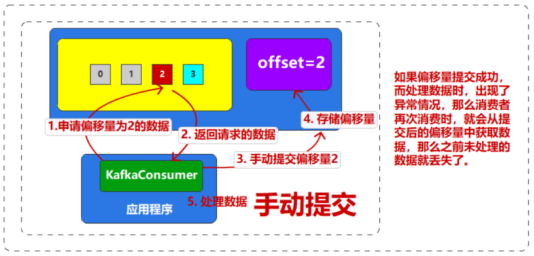 0 1 2 3
offset=2
1.申请偏移量为2的数据
2. 返回请求的数据
4. 存储偏移量
3. 手动提交偏移量2
KafkaConsumer
应用程序
5. 处理数据
手动提交
如果偏移量提交成功,
而处理数据时，出现了
异常情况，那么消费者
再次消费时，就会从提
交后的偏移量中获取数
据，那么之前未处理的
数据就丢失了。